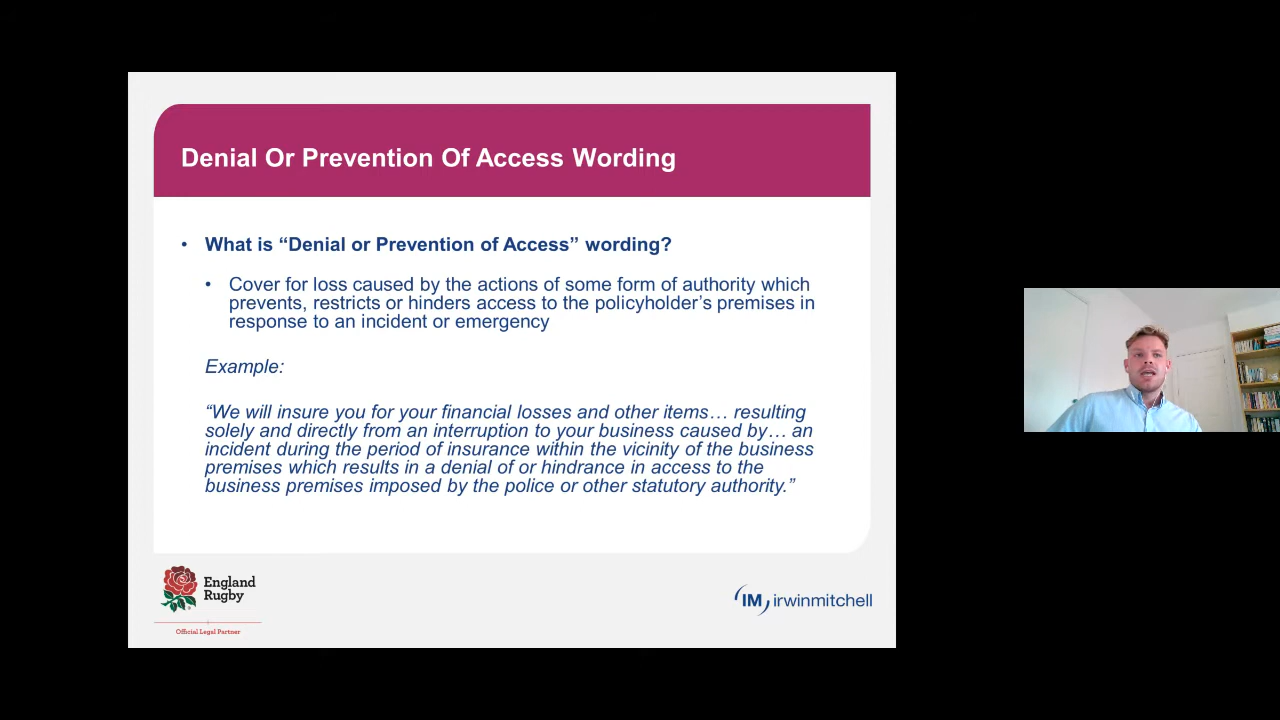 Denial Or Prevention Of Access Wording
• What is “Denial or Prevention of Access” wording?
• Cover for loss caused by the actions of some form of authority which
prevents, restricts or hinders access to the policyholder’s premises in
response to an incident or emergency
Example:
“We will insure you for your financial losses and other items… resulting
solely and directly from an interruption to your business caused by… an
incident during the period of insurance within the vicinity of the business
premises which results in a denial of or hindrance in access to the
business premises imposed by the police or other statutory authority.”
England
Rugby
Official Legal Partner
IM irwinmitchell